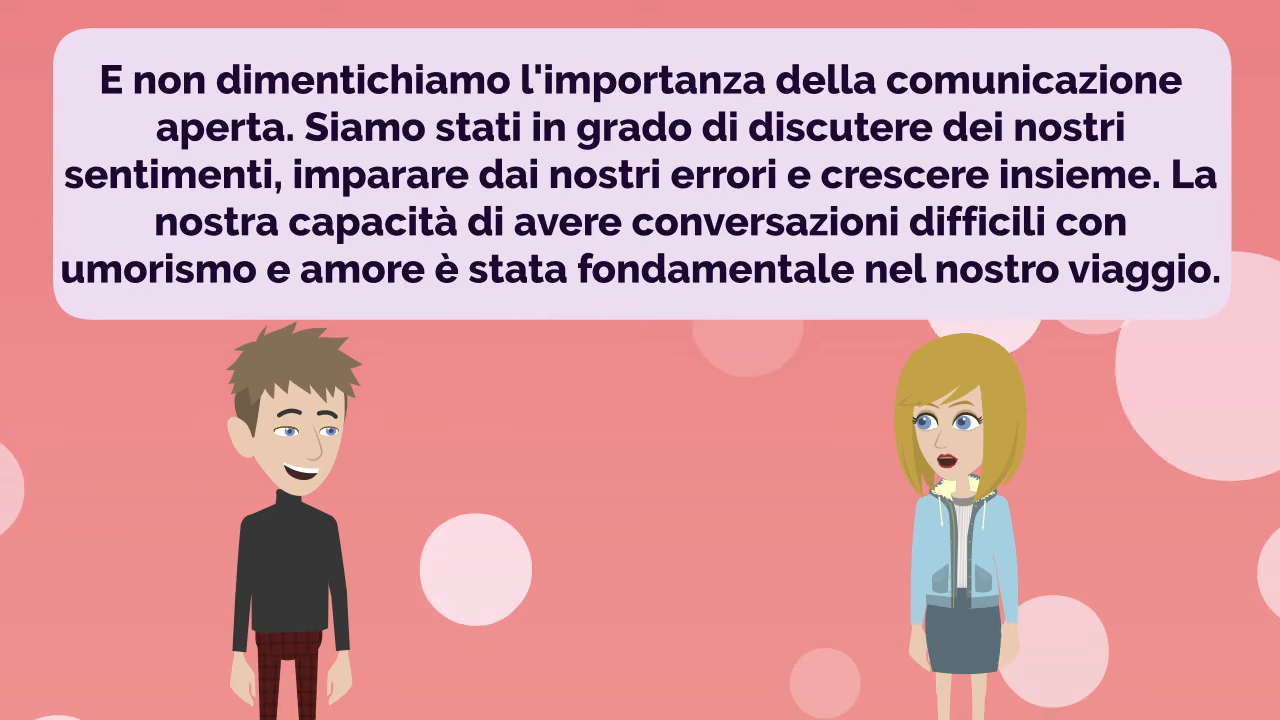 E non dimentichiamo l'importanza della comunicazione
aperta. Siamo stati in grado di discutere dei nostri
sentimenti, imparare dai nostri errori e crescere insieme. La
nostra capacità di avere conversazioni difficili con
umorismo e amore è stata fondamentale nel nostro viaggio.